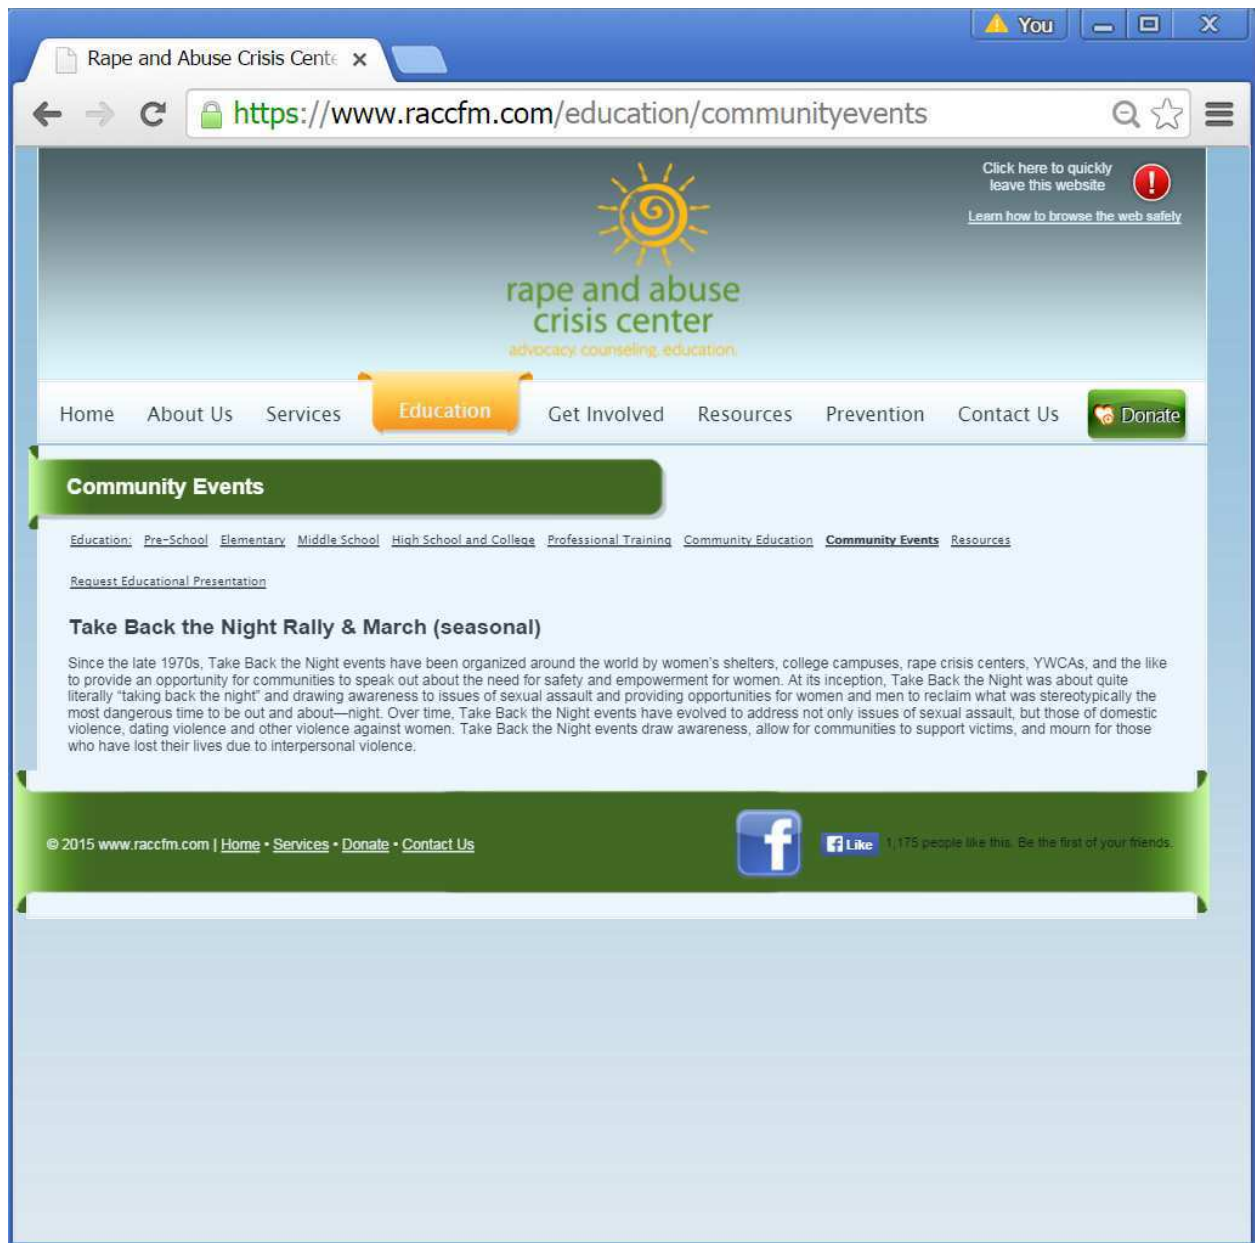 You
Rape and Abuse Crisis Cente
https://www.raccfm.com/education/communityevents
Click here to quickly
leave this website
Learn how to browse the web safely
rape and abuse
crisis center
advocacy. counseling. education.
Home About Us Services Education Get Involved Resources Prevention Contact Us Donate
Community Events
Education: Pre-School Elementary Middle School High School and College Professional Training Community Education Community Events Resources
Request Educational Presentation
Take Back the Night Rally & March (seasonal)
Since the late 1970s, Take Back the Night events have been organized around the world by women's shelters, college campuses, rape crisis centers, YWCAs, and the like
to provide an opportunity for communities to speak out about the need for safety and empowerment for women. At its inception, Take Back the Night was about quite
literally “taking back the night” and drawing awareness to issues of sexual assault and providing opportunities for women and men to reclaim what was stereotypically the
most dangerous time to be out and about—night. Over time, Take Back the Night events have evolved to address not only issues of sexual assault, but those of domestic
violence, dating violence and other violence against women. Take Back the Night events draw awareness, allow for communities to support victims, and mourn for those
who have lost their lives due to interpersonal violence.
© 2015 www.raccfm.com | Home • Services • Donate • Contact Us
f Like 1,175 people like this. Be the first of your friends.